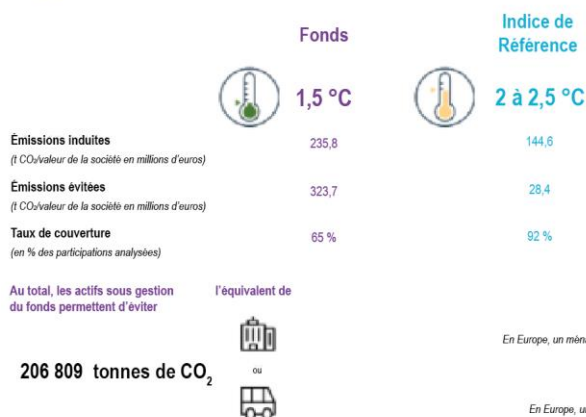 Fonds
Indice de
Référence
1,5 °C
2 à 2,5 °C
Émissions induites
235,8
144,6
(t CO₂/valeur de la société en millions d'euros)
Émissions évitées
323,7
28,4
(t CO₂/valeur de la société en millions d'euros)
Taux de couverture
65 %
92 %
(en % des participations analysées)
Au total, les actifs sous gestion
du fonds permettent d'éviter
l'équivalent de
En Europe, un
206 809 tonnes de CO₂
ou
En Europe,